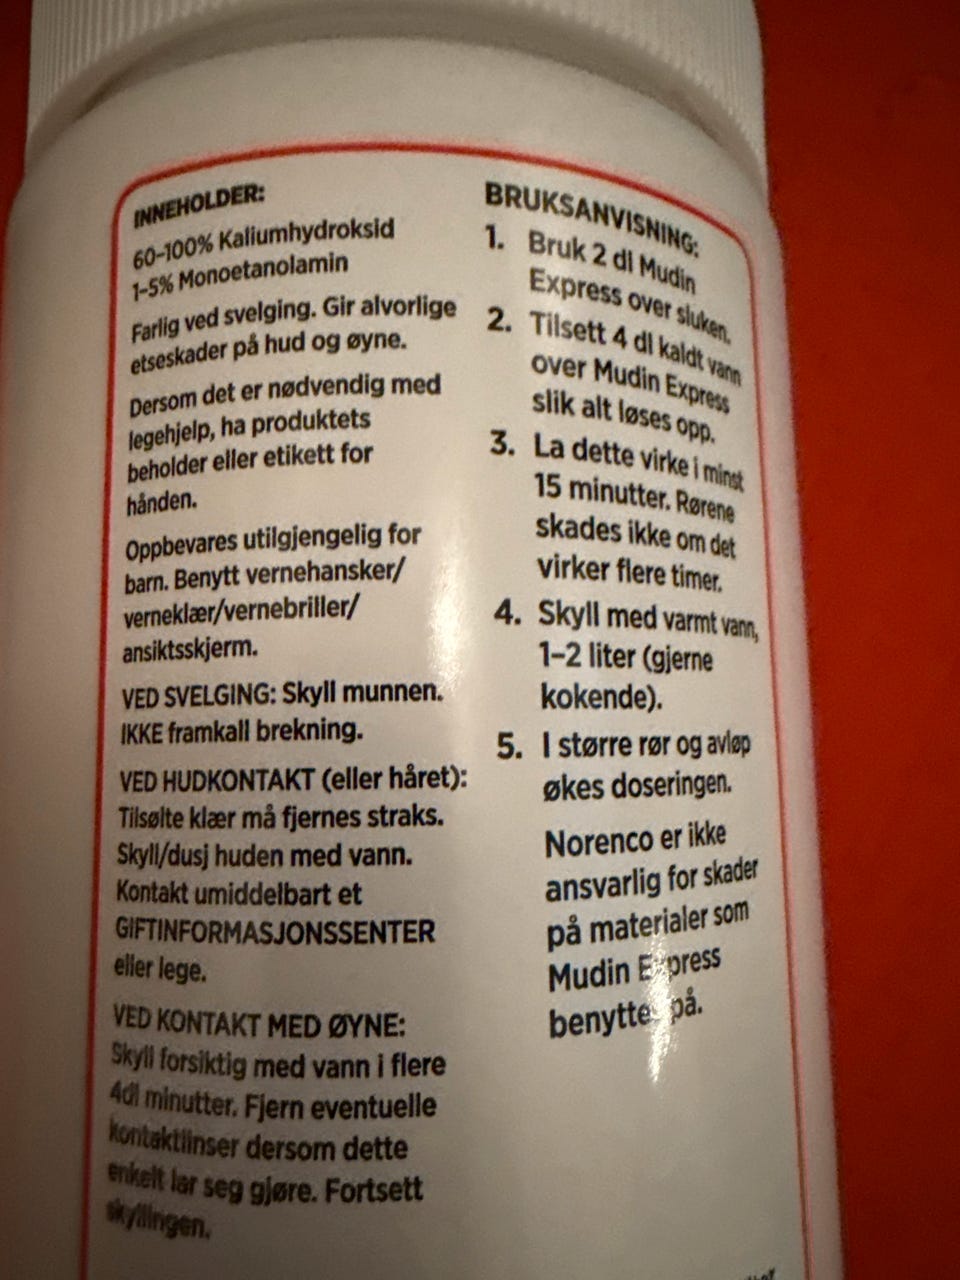 INNEHOLDER:
60-100% Kaliumhydroksid
1-5% Monoetanolamin
Farlig ved svelging. Gir alvorlige
etseskader på hud og øyne.
Dersom det er nødvendig med
legehjelp, ha produktets
beholder eller etikett for
hånden.
Oppbevares utilgjengelig for
barn. Benytt vernehansker/
verneklær/vernebriller/
ansiktsskjerm.
VED SVELGING: Skyll munnen.
IKKE framkall brekning.
VED HUDKONTAKT (eller håret):
Tilsølte klær må fjernes straks.
Skyll/dusj huden med vann.
Kontakt umiddelbart et
GIFTINFORMASJONSSENTER
eller lege.
VED KONTAKT MED ØYNE:
Skyll forsiktig med vann i flere
4dl minutter. Fjern eventuelle
kontaktlinser dersom dette
enkelt lar seg gjøre. Fortsett
skyllingen.
BRUKSANVISNING:
1. Bruk 2 dl Mudin
Express over sluken.
2. Tilsett 4 dl kaldt vann
over Mudin Express
slik alt løses opp.
3. La dette virke i minst
15 minutter. Rørene
skades ikke om det
virker flere timer.
4. Skyll med varmt vann,
1-2 liter (gjerne
kokende).
5. I større rør og avløp
økes doseringen.
Norenco er ikke
ansvarlig for skader
på materialer som
Mudin Express
benyttes på.